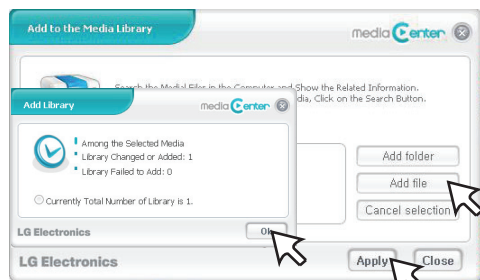 Add to the Media Library
media Center
Search the Medial Files in the Computer and Show the Related Information.
dia, Click on the Search Button.
Add Library
media Center
Among the Selected Media
Library Changed or Added: 1
Library Failed to Add: 0
Currently Total Number of Library is 1.
LG Electronics
Ok
Add folder
Add file
Cancel selection
LG Electronics
Apply
Close